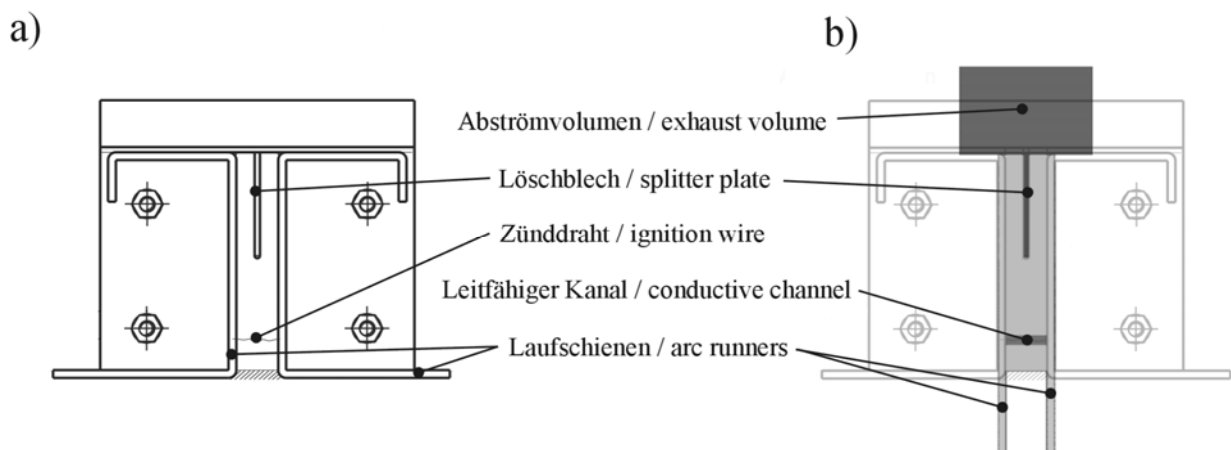 a)
b)
Abströmvolumen / exhaust volume
Löschblech / splitter plate
Zünddraht / ignition wire
Leitfähiger Kanal / conductive channel
Laufschienen / arc runners